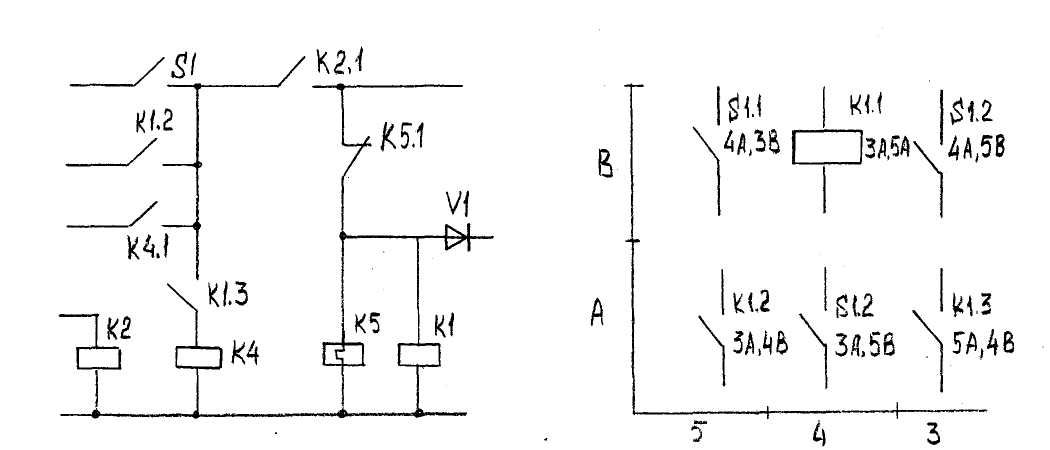 S1
K2,1
K1.2
K5.1
K4.1
V1
K1.3
K2
K4
K5
K1
B
S1.1
4A,3B
K1.1
3A,5A
S1.2
4A,5B
A
K1.2
3A,4B
S1.2
3A,5B
K1.3
5A,4B
5
4
3